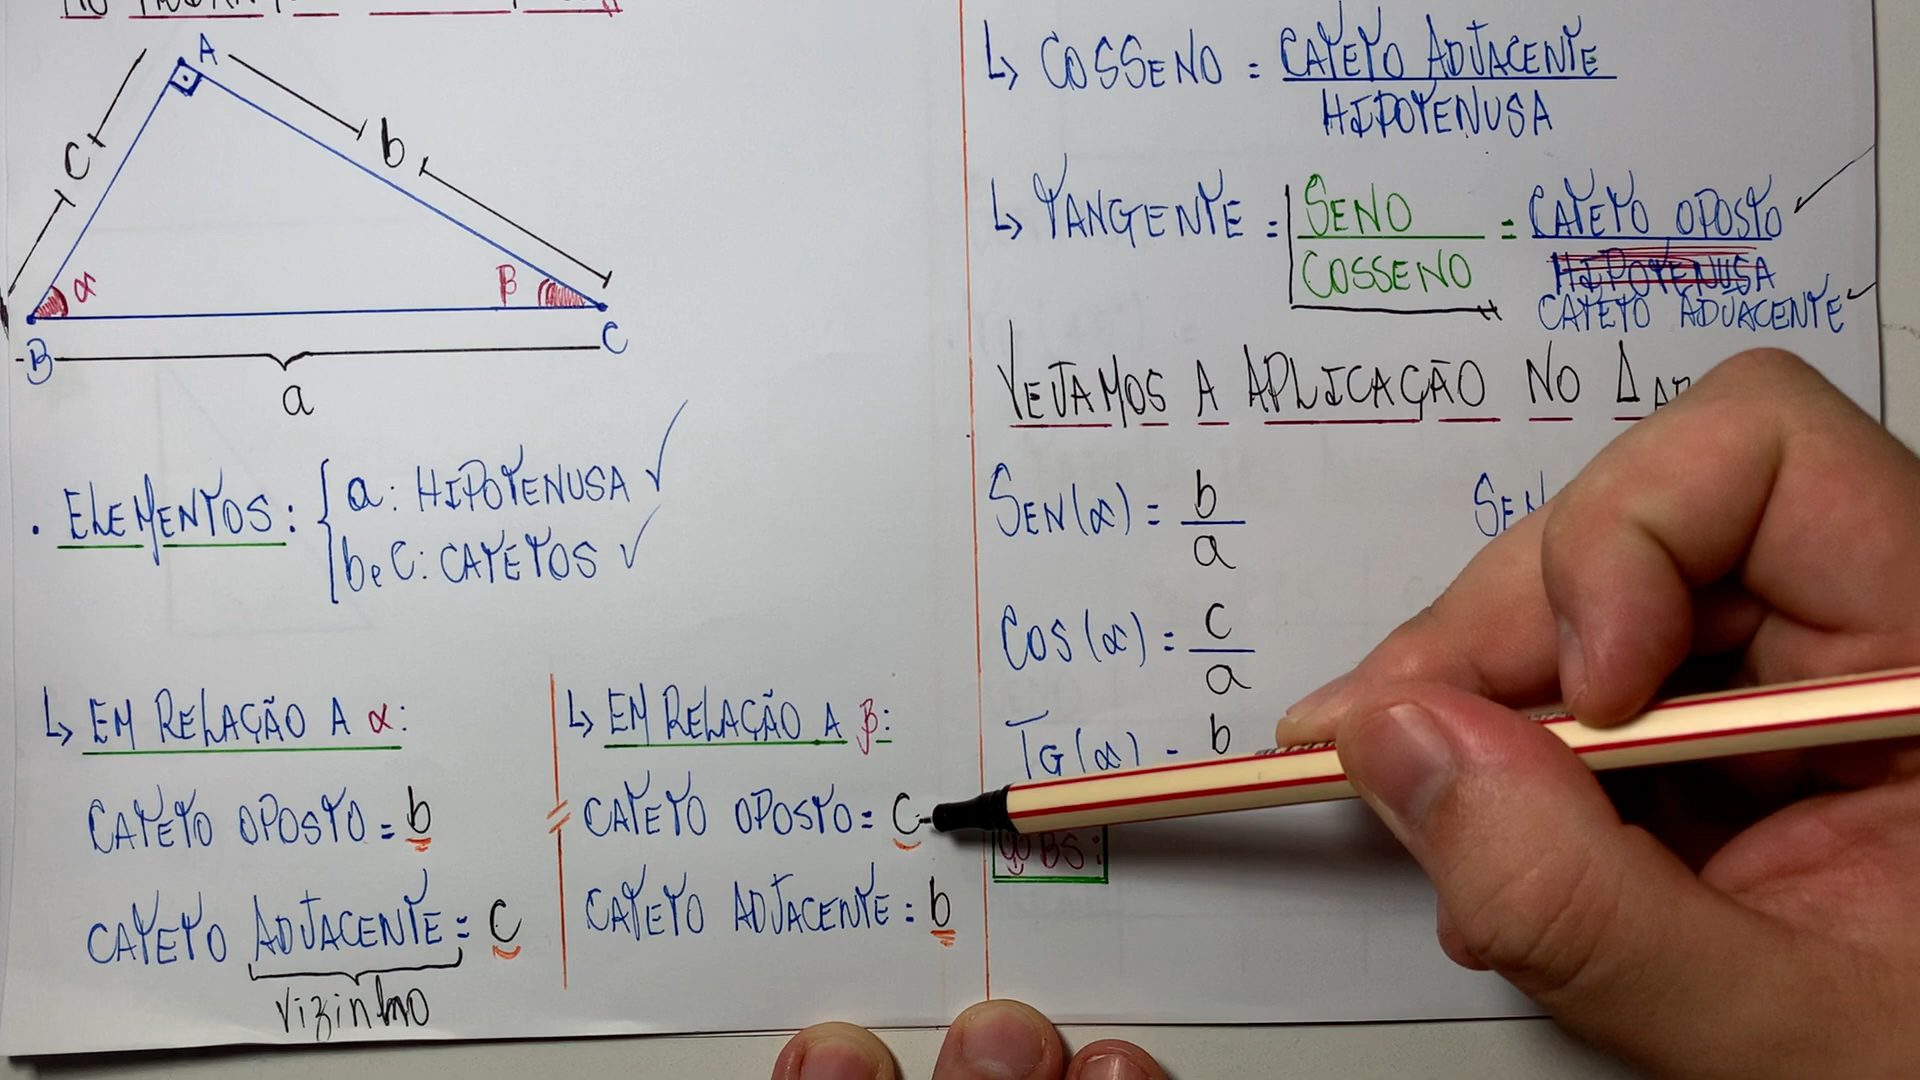 A
c
b
α
β
B
C
a
. ELEMENTOS: { a: HIPOTENUSA ✓
b e c: CATETOS ✓
↳ EM RELAÇÃO A α:
CATETO OPOSTO = b
CATETO ADJACENTE = c
vizinho
↳ EM RELAÇÃO A β:
CATETO OPOSTO = c
CATETO ADJACENTE = b
↳ COSSENO = CATETO ADJACENTE
HIPOTENUSA
↳ TANGENTE = SENO = CATETO OPOSTO
COSSENO HIPOTENUSA
CATETO ADJACENTE
VEJAMOS A APLICAÇÃO NO Δ
SEN(α) = b
a
SEN
COS(α) = c
a
TG(α) = b
OBS: